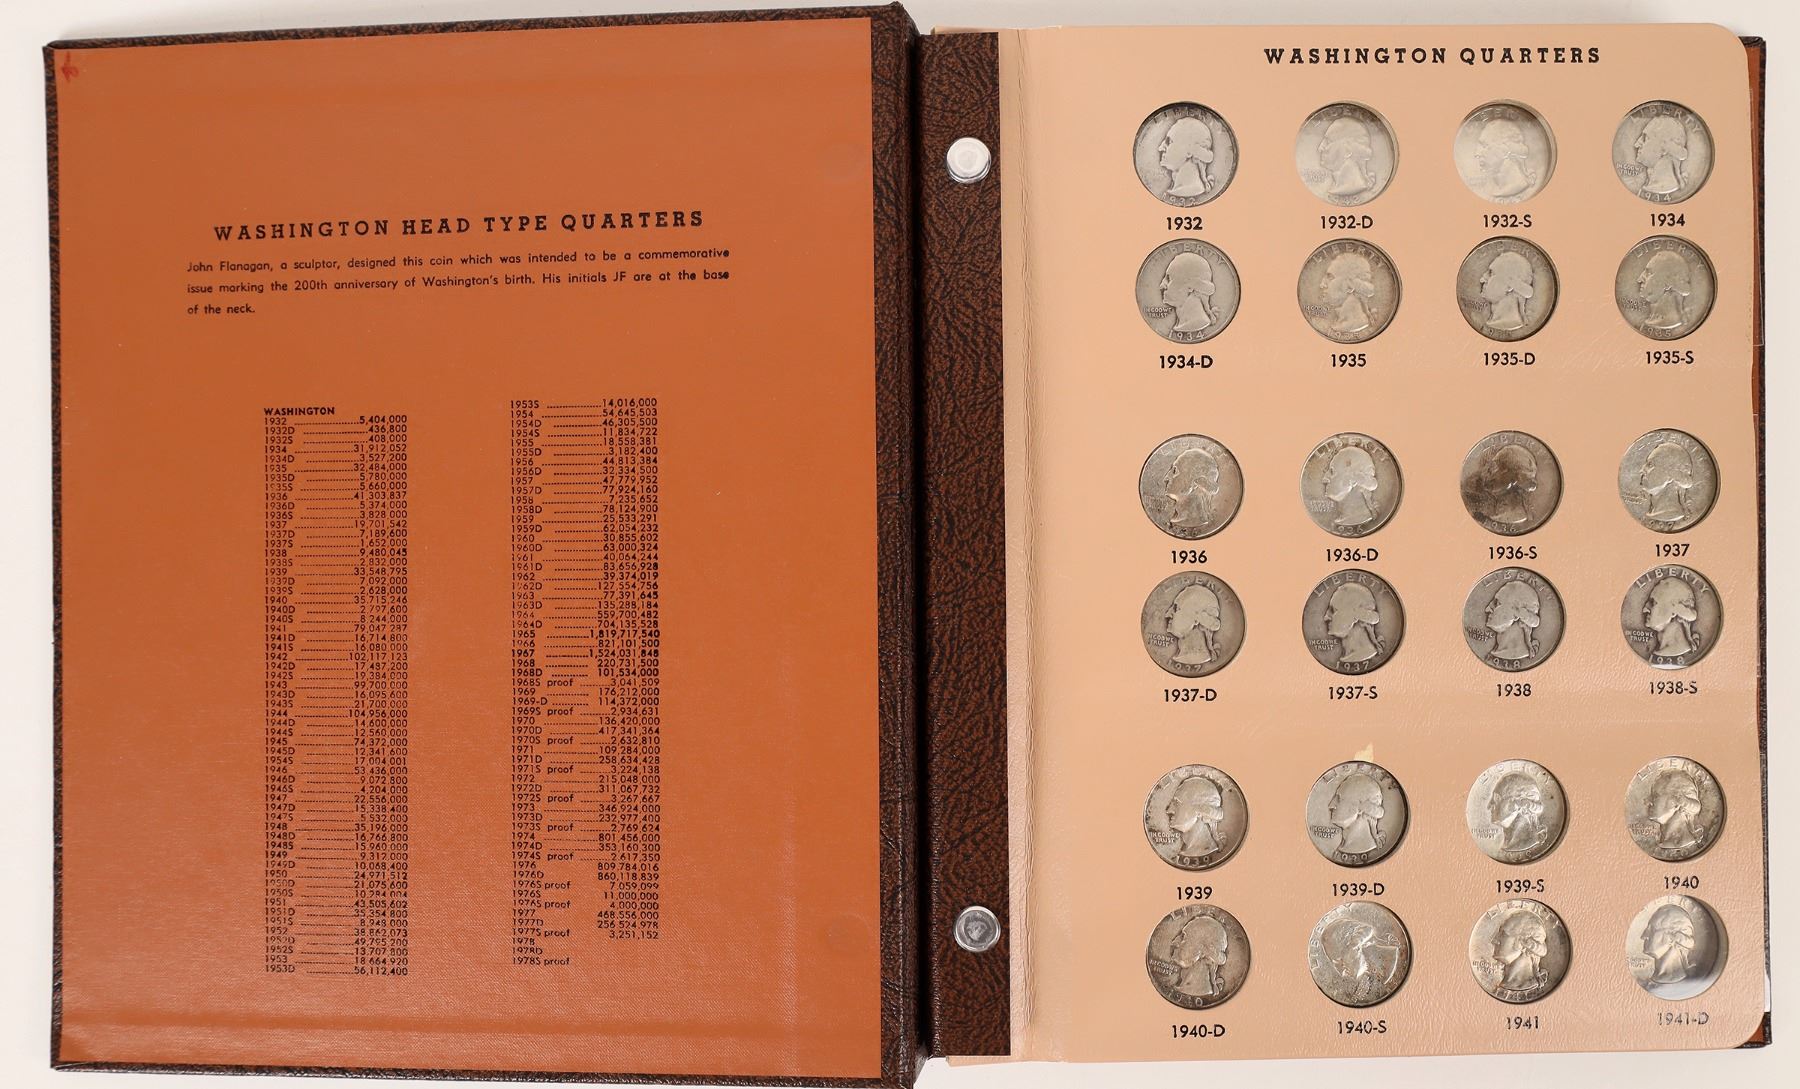 WASHINGTON HEAD TYPE QUARTERS
John Flanagan, a sculptor, designed this coin which was intended to be a commemorative
issue marking the 200th anniversary of Washington's birth. His initials JF are at the base
of the neck.
WASHINGTON
1932 5,404,000
1932D 436,800
1932S 408,000
1934 31,912,052
1934D 3,527,200
1935 32,484,000
1935D 5,780,000
1935S 5,660,000
1936 41,303,837
1936D 5,374,000
1936S 3,828,000
1937 19,701,542
1937D 7,189,600
1937S 1,652,000
1938 9,480,045
1938S 2,832,000
1939 33,548,795
1939D 7,092,000
1939S 2,628,000
1940 35,715,246
1940D 2,797,600
1940S 8,244,000
1941 79,047,287
1941D 16,714,800
1941S 16,080,000
1942 102,117,123
1942D 17,487,200
1942S 19,384,000
1943 99,700,000
1943D 16,095,600
1943S 21,700,000
1944 104,956,000
1944D 14,600,000
1944S 12,560,000
1945 74,372,000
1945D 12,341,600
1954S 17,004,001
1946 53,436,000
1946D 9,072,800
1946S 4,204,000
1947 22,556,000
1947D 15,338,400
1947S 5,532,000
1948 35,196,000
1948D 16,766,800
1948S 15,960,000
1949 9,312,000
1949D 10,068,400
1950 24,971,512
1950D 21,075,600
1950S 10,284,004
1951 43,505,602
1951D 35,354,800
1951S 8,948,000
1952 38,862,073
1952D 49,795,200
1952S 13,707,800
1953 18,664,920
1953D 56,112,400
1953S 14,016,000
1954 54,645,503
1954D 46,305,500
1954S 11,834,722
1955 18,558,381
1955D 3,182,400
1956 44,813,384
1956D 32,334,500
1957 47,779,952
1957D 77,924,160
1958 7,235,652
1958D 78,124,900
1959 25,533,291
1959D 62,054,232
1960 30,855,602
1960D 63,000,324
1961 40,064,244
1961D 83,656,928
1962 39,374,019
1962D 127,554,756
1963 77,391,645
1963D 135,288,184
1964 559,700,482
1964D 704,135,528
1965 1,819,717,540
1966 821,101,500
1967 1,524,031,848
1968 220,731,500
1968D 101,534,000
1968S proof 3,041,509
1969 176,212,000
1969-D 114,372,000
1969S proof 2,934,631
1970 136,420,000
1970D 417,341,364
1970S proof 2,632,810
1971 109,284,000
1971D 258,634,428
1971S proof 3,224,138
1972 215,048,000
1972D 311,067,732
1972S proof 3,267,667
1973 346,924,000
1973D 232,977,400
1973S proof 2,769,624
1974 801,456,000
1974D 353,160,300
1974S proof 2,617,350
1976 809,784,016
1976D 860,118,839
1976S proof 7,059,099
1976S 11,000,000
1976S proof 4,000,000
1977 468,556,000
1977D 256,524,978
1977S proof 3,251,152
1978
1978D
1978S proof
WASHINGTON QUARTERS
1932 1932-D 1932-S 1934
1934-D 1935 1935-D 1935-S
1936 1936-D 1936-S 1937
1937-D 1937-S 1938 1938-S
1939 1939-D 1939-S 1940
1940-D 1940-S 1941 1941-D